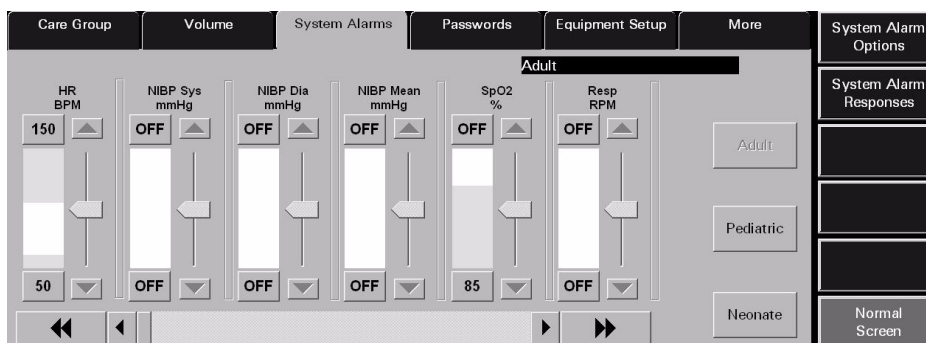 Care Group
Volume
System Alarms
Passwords
Equipment Setup
More
System Alarm
Options
System Alarm
Responses
Adult
HR
BPM
NIBP Sys
mmHg
NIBP Dia
mmHg
NIBP Mean
mmHg
SpO2
%
Resp
RPM
150
OFF
OFF
OFF
OFF
OFF
Adult
Pediatric
50
OFF
OFF
OFF
85
OFF
Neonate
Normal
Screen